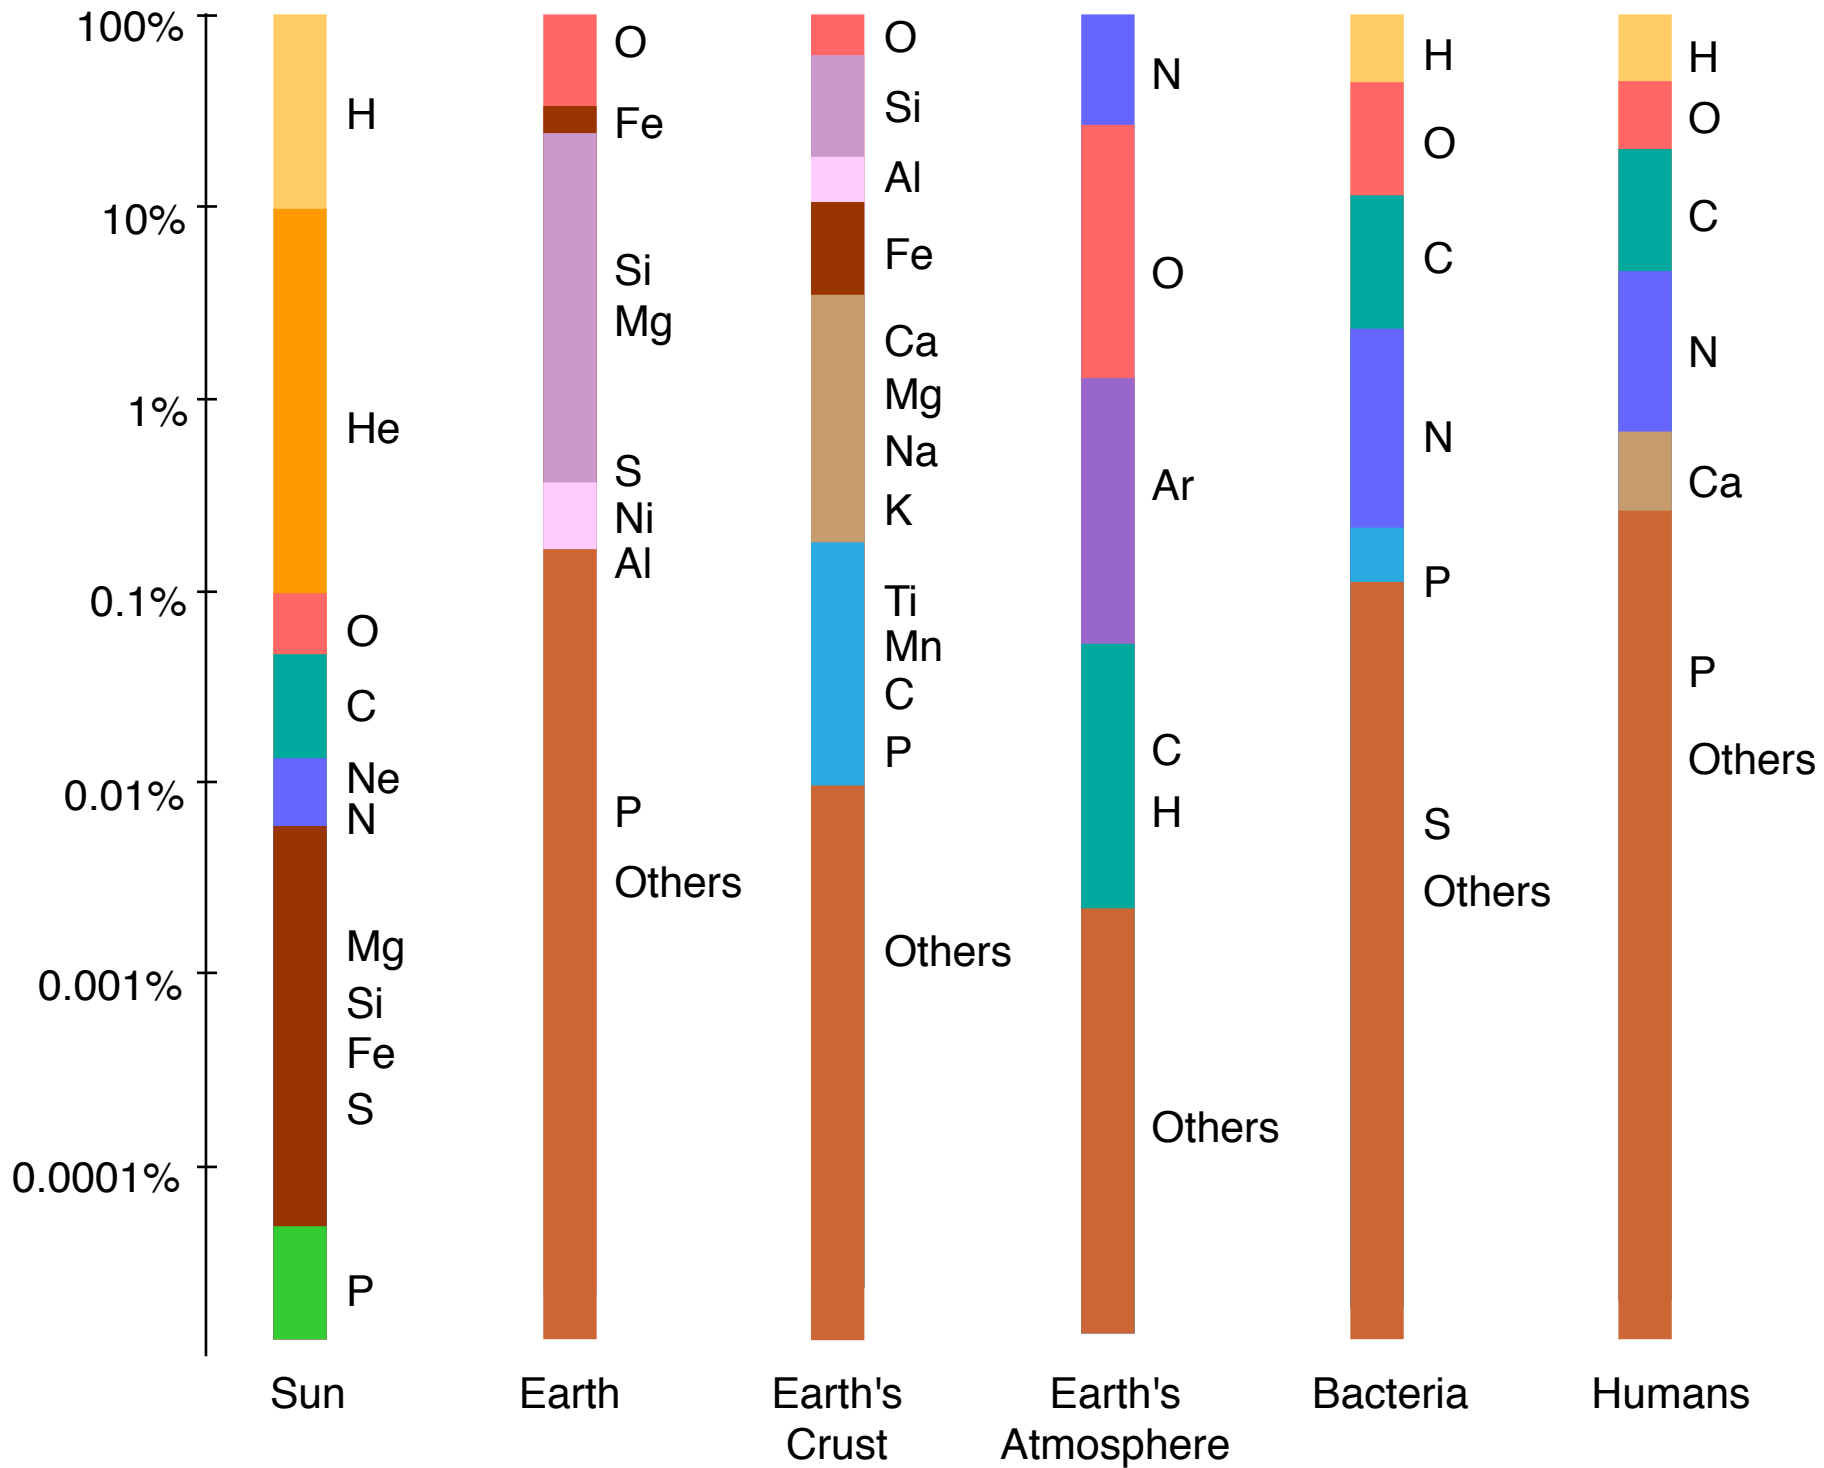 100%
10%
1%
0.1%
0.01%
0.001%
0.0001%
H
He
O
C
Ne
N
Mg
Si
Fe
S
P
Sun
O
Fe
Si
Mg
S
Ni
Al
P
Others
Earth
O
Si
Al
Fe
Ca
Mg
Na
K
Ti
Mn
C
P
Others
Earth's
Crust
N
O
Ar
C
H
Others
Earth's
Atmosphere
H
O
C
N
P
S
Others
Bacteria
H
O
C
N
Ca
P
Others
Humans